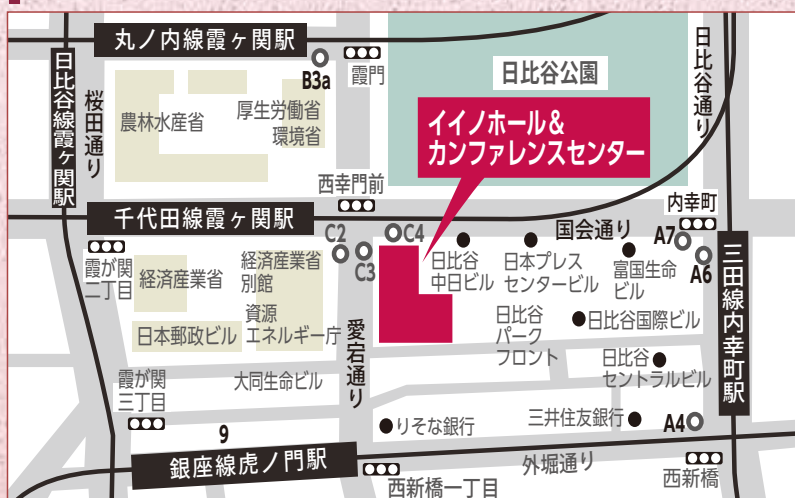 丸ノ内線霞ヶ関駅
B3a
霞門
日比谷公園
日比谷通り
日比谷線霞ヶ関駅
桜田通り
農林水産省
厚生労働省
環境省
イイノホール&
カンファレンスセンター
西幸門前
内幸町
千代田線霞ヶ関駅
C2
C3
C4
国会通り
A7
A6
霞が関
二丁目
経済産業省
経済産業省
別館
資源
エネルギー庁
日本郵政ビル
愛宕通り
日比谷
中日ビル
日本プレス
センタービル
富国生命
ビル
日比谷
パーク
フロント
日比谷国際ビル
日比谷
セントラルビル
三田線内幸町駅
霞が関
三丁目
大同生命ビル
9
りそな銀行
三井住友銀行
A4
銀座線虎ノ門駅
外堀通り
西新橋一丁目
西新橋